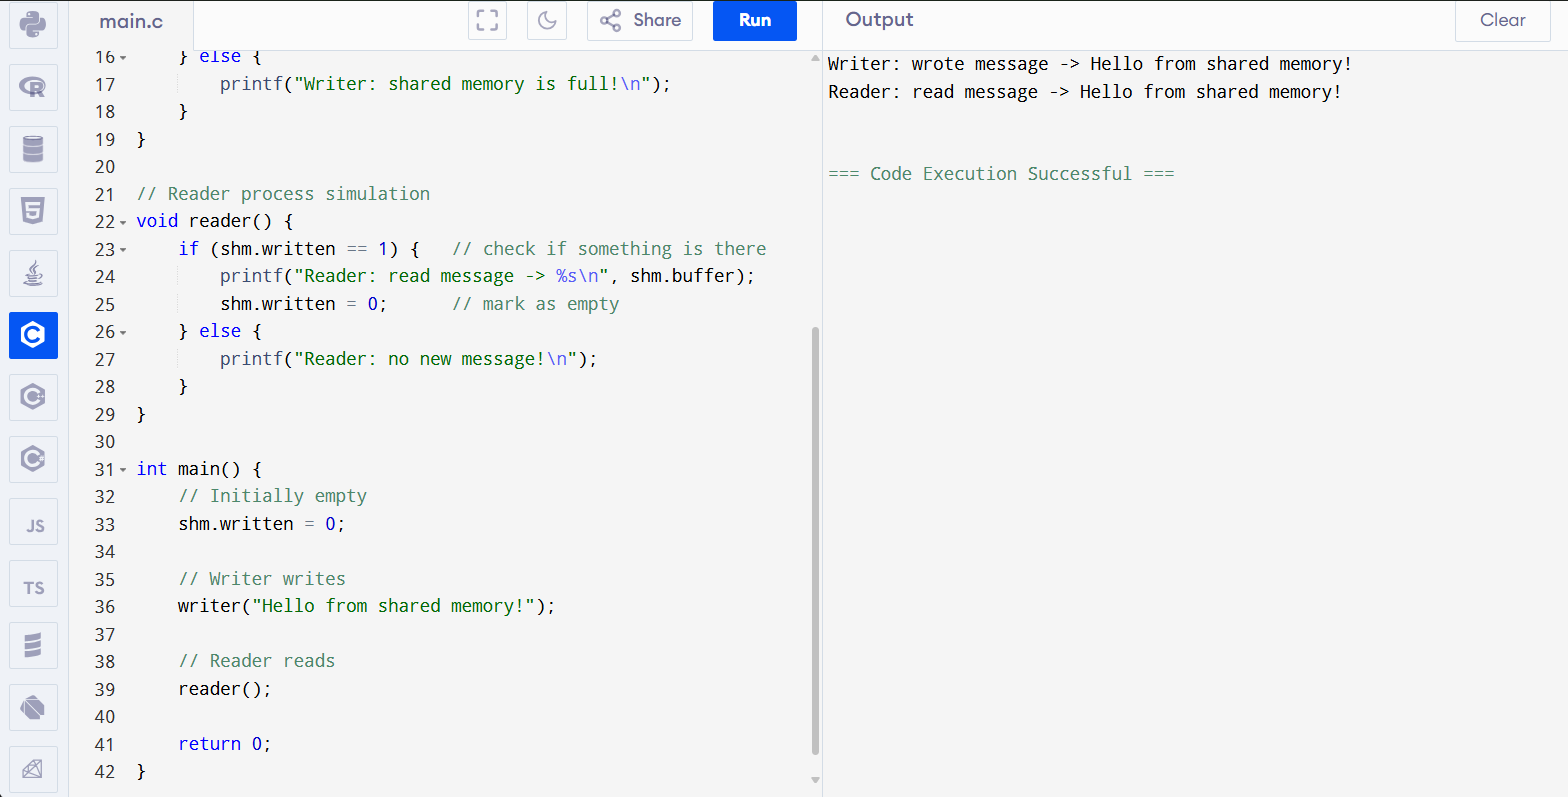 main.c
Share
Run
Output
Clear
16 } else {
17 printf("Writer: shared memory is full!\n");
18 }
19 }
20
21 // Reader process simulation
22 void reader() {
23 if (shm.written == 1) { // check if something is there
24 printf("Reader: read message -> %s\n", shm.buffer);
25 shm.written = 0; // mark as empty
26 } else {
27 printf("Reader: no new message!\n");
28 }
29 }
30
31 int main() {
32 // Initially empty
33 shm.written = 0;
34
35 // Writer writes
36 writer("Hello from shared memory!");
37
38 // Reader reads
39 reader();
40
41 return 0;
42 }
Writer: wrote message -> Hello from shared memory!
Reader: read message -> Hello from shared memory!
=== Code Execution Successful ===
R
5
C
C
C
JS
TS